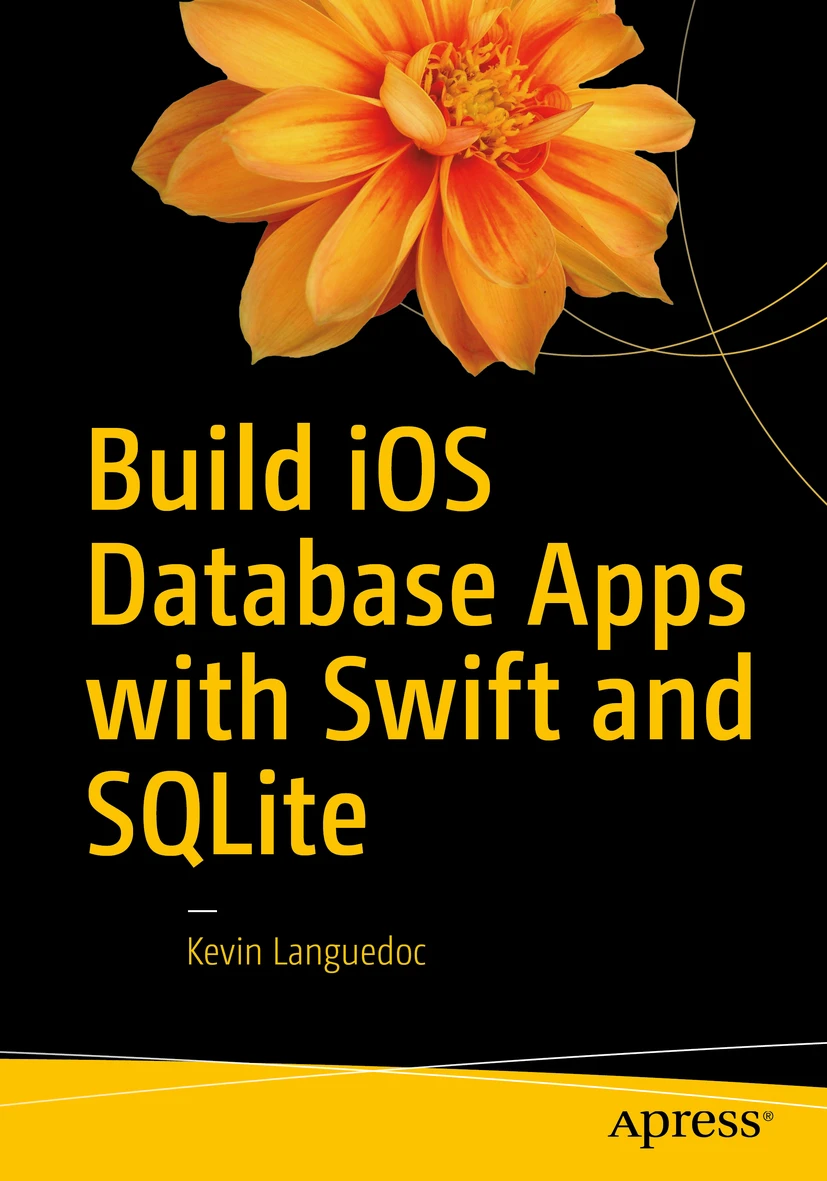 Build iOS
Database Apps
with Swift and
SQLite
Kevin Languedoc
Apress®